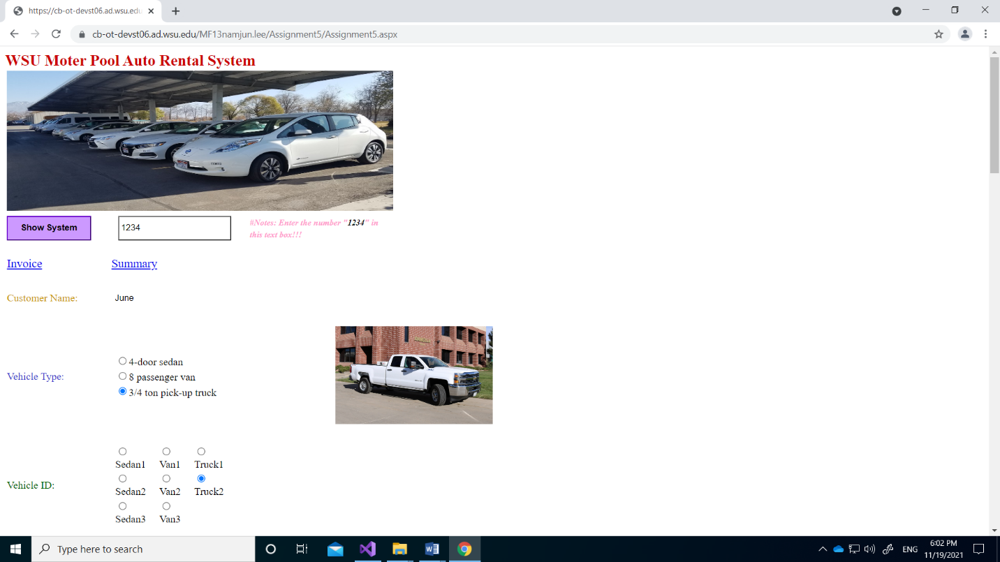 https://cb-ot-devst06.ad.wsu.edu
cb-ot-devst06.ad.wsu.edu/MF13namjun.lee/Assignment5/Assignment5.aspx
WSU Moter Pool Auto Rental System
Show System
1234
#Notes: Enter the number "1234" in
this text box!!!
Invoice Summary
Customer Name: June
4-door sedan
8 passenger van
Vehicle Type:
3/4 ton pick-up truck
Sedan1 Van1 Truck1
Vehicle ID:
Sedan2 Van2 Truck2
Sedan3 Van3
Type here to search
ENG
6:02 PM
11/19/2021